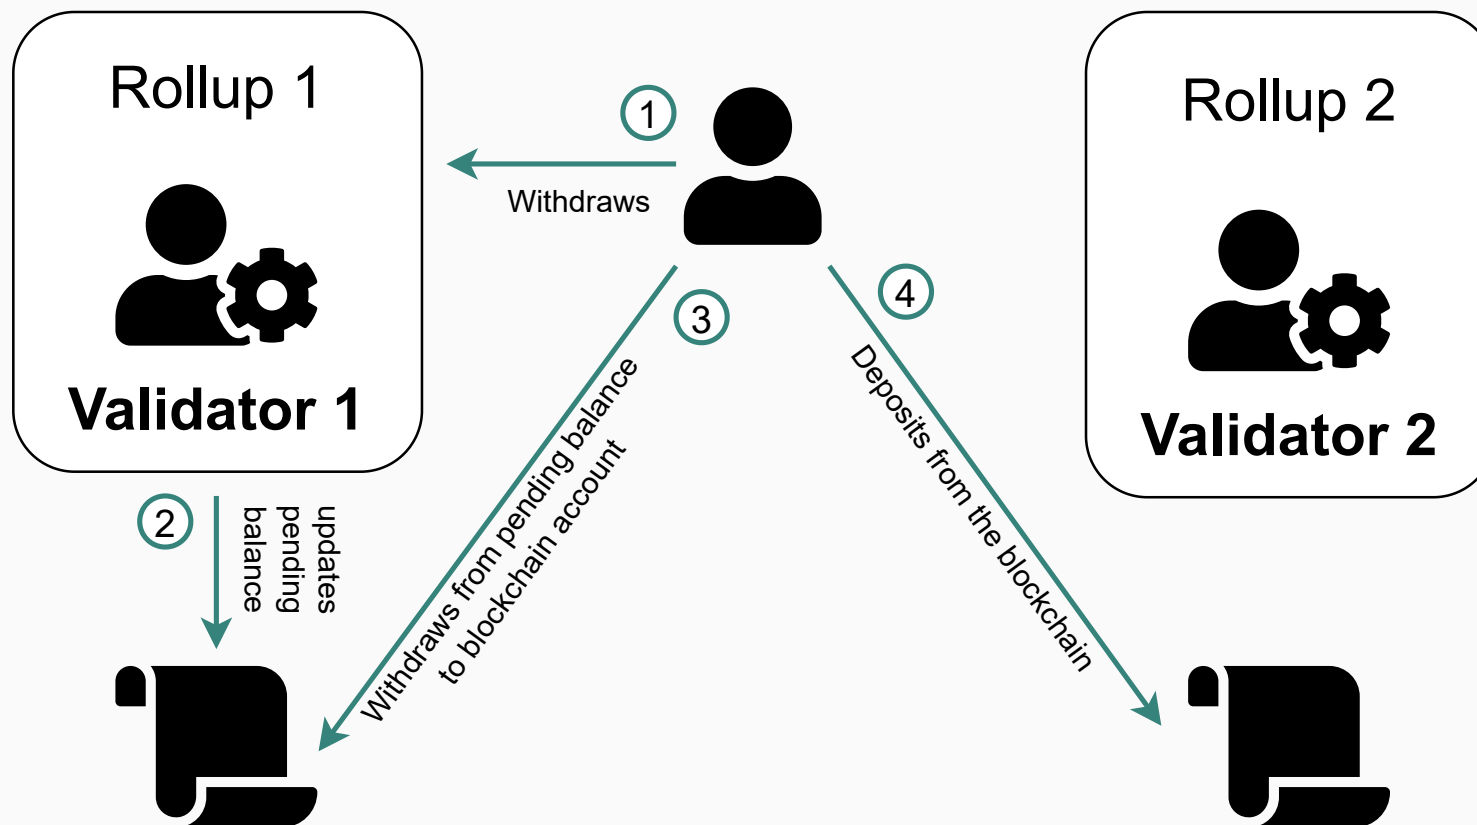 Rollup 1
Validator 1
1
Withdraws
2
updates
pending
balance
3
Withdraws from pending balance
to blockchain account
4
Deposits from the blockchain
Rollup 2
Validator 2